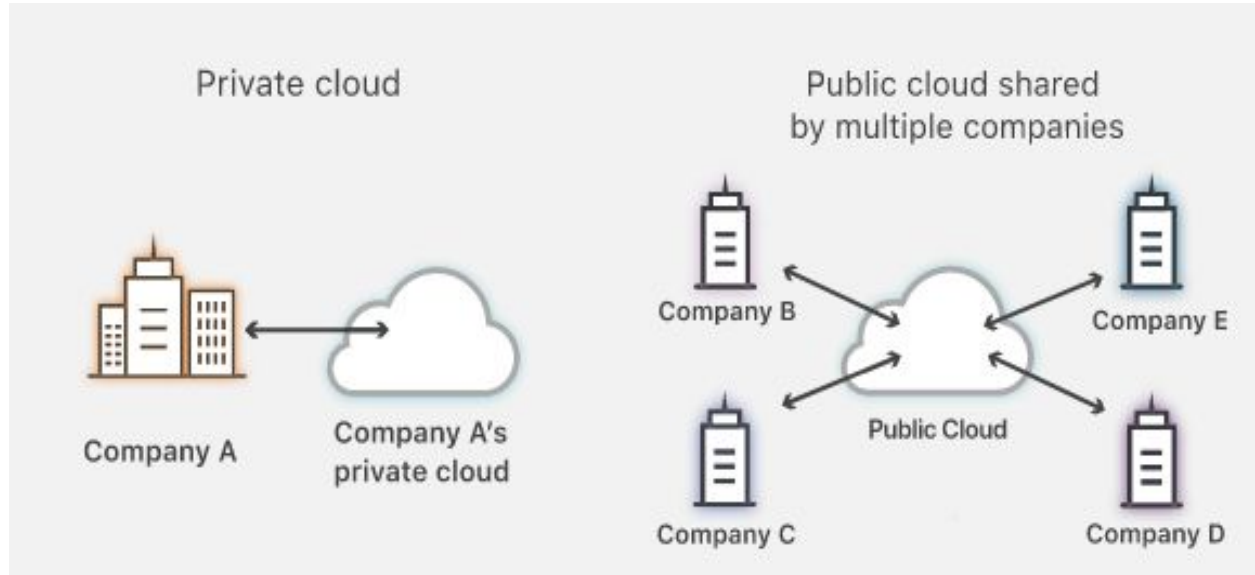 Private cloud
Company A
Company A's
private cloud
Public cloud shared
by multiple companies
Company B
Company E
Public Cloud
Company C
Company D